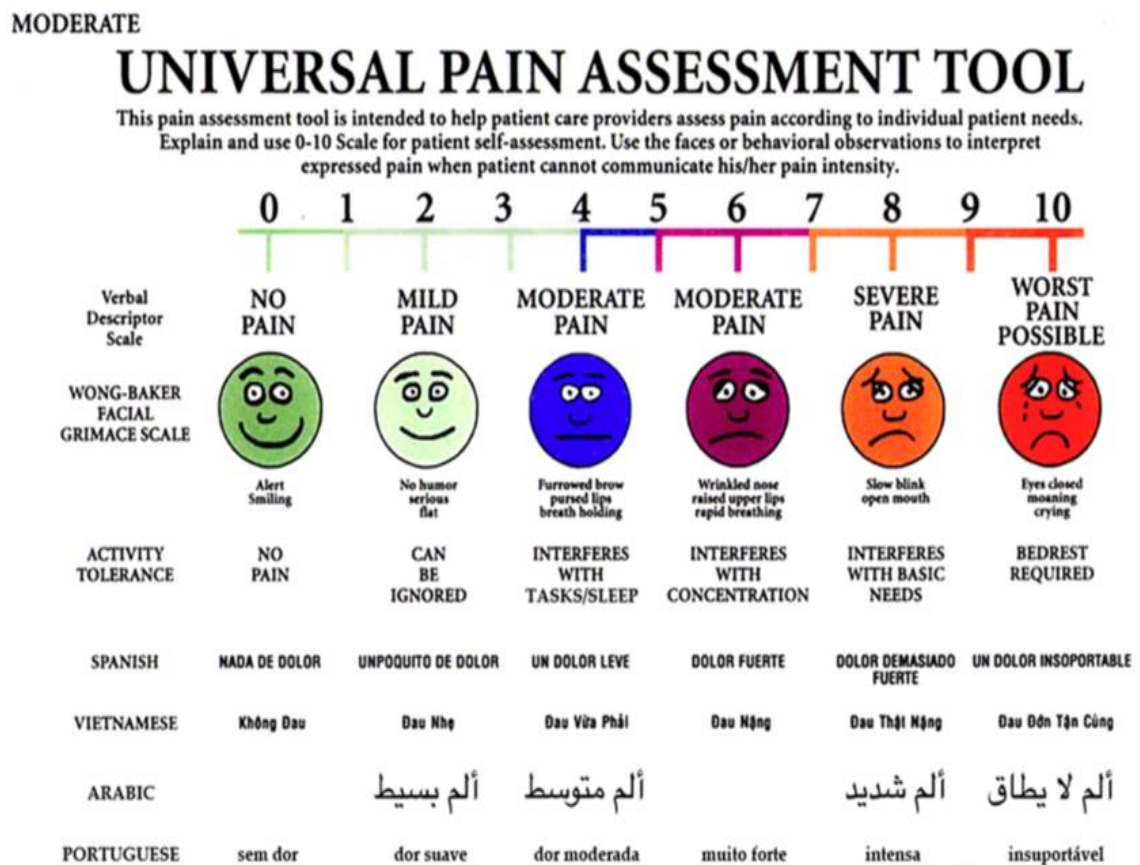 MODERATE
UNIVERSAL PAIN ASSESSMENT TOOL
This pain assessment tool is intended to help patient care providers assess pain according to individual patient needs.
Explain and use 0-10 Scale for patient self-assessment. Use the faces or behavioral observations to interpret
expressed pain when patient cannot communicate his/her pain intensity.
0 1 2 3 4 5 6 7 8 9 10
Verbal
Descriptor
Scale
NO
PAIN
MILD
PAIN
MODERATE
PAIN
MODERATE
PAIN
SEVERE
PAIN
WORST
PAIN
POSSIBLE
WONG-BAKER
FACIAL
GRIMACE SCALE
Alert
Smiling
No humor
serious
flat
Furrowed brow
pursed lips
breath holding
Wrinkled nose
raised upper lips
rapid breathing
Slow blink
open mouth
Eyes closed
moaning
crying
ACTIVITY
TOLERANCE
NO
PAIN
CAN
BE
IGNORED
INTERFERES
WITH
TASKS/SLEEP
INTERFERES
WITH
CONCENTRATION
INTERFERES
WITH BASIC
NEEDS
BEDREST
REQUIRED
SPANISH
NADA DE DOLOR
UNPOQUITO DE DOLOR
UN DOLOR LEVE
DOLOR FUERTE
DOLOR DEMASIADO
FUERTE
UN DOLOR INSOPORTABLE
VIETNAMESE
Không Đau
Đau Nhẹ
Đau Vừa Phải
Đau Nặng
Đau Thật Nặng
Đau Đớn Tận Cùng
ARABIC
ألم بسيط
ألم متوسط
ألم شديد
ألم لا يطاق
PORTUGUESE
sem dor
dor suave
dor moderada
muito forte
intensa
insuportável